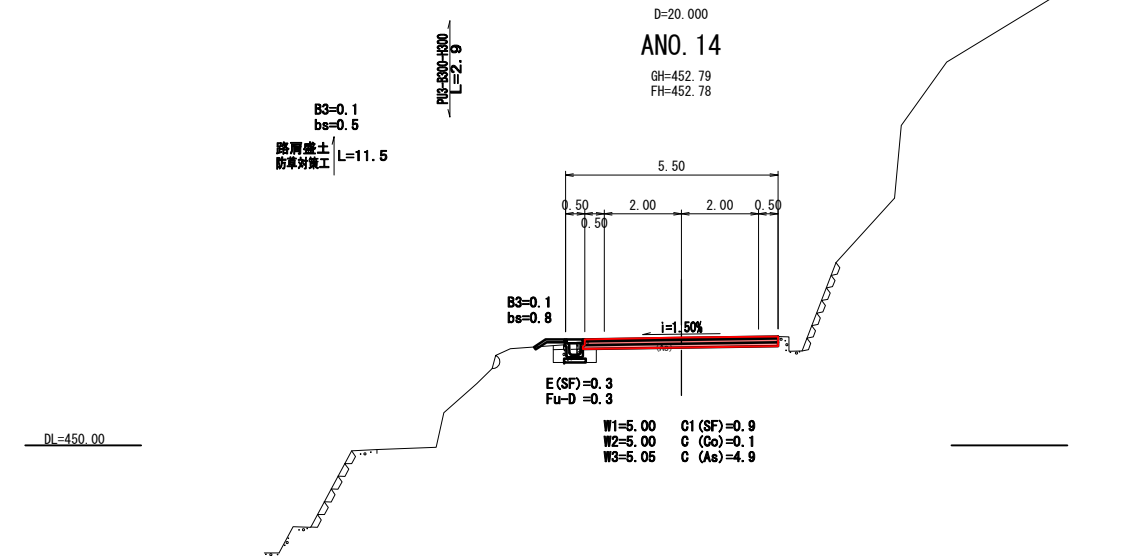 D=20.000
ANO.14
GH=452.79
FH=452.78
PU3-B300-H300
L=2.9
B3=0.1
bs=0.5
路肩盛土
防草対策工
L=11.5
5.50
0.50
2.00
2.00
0.50
0.50
B3=0.1
bs=0.8
i=1.50%
(As)
E(SF)=0.3
Fu-D =0.3
W1=5.00 C1(SF)=0.9
W2=5.00 C (Co)=0.1
W3=5.05 C (As)=4.9
DL=450.00